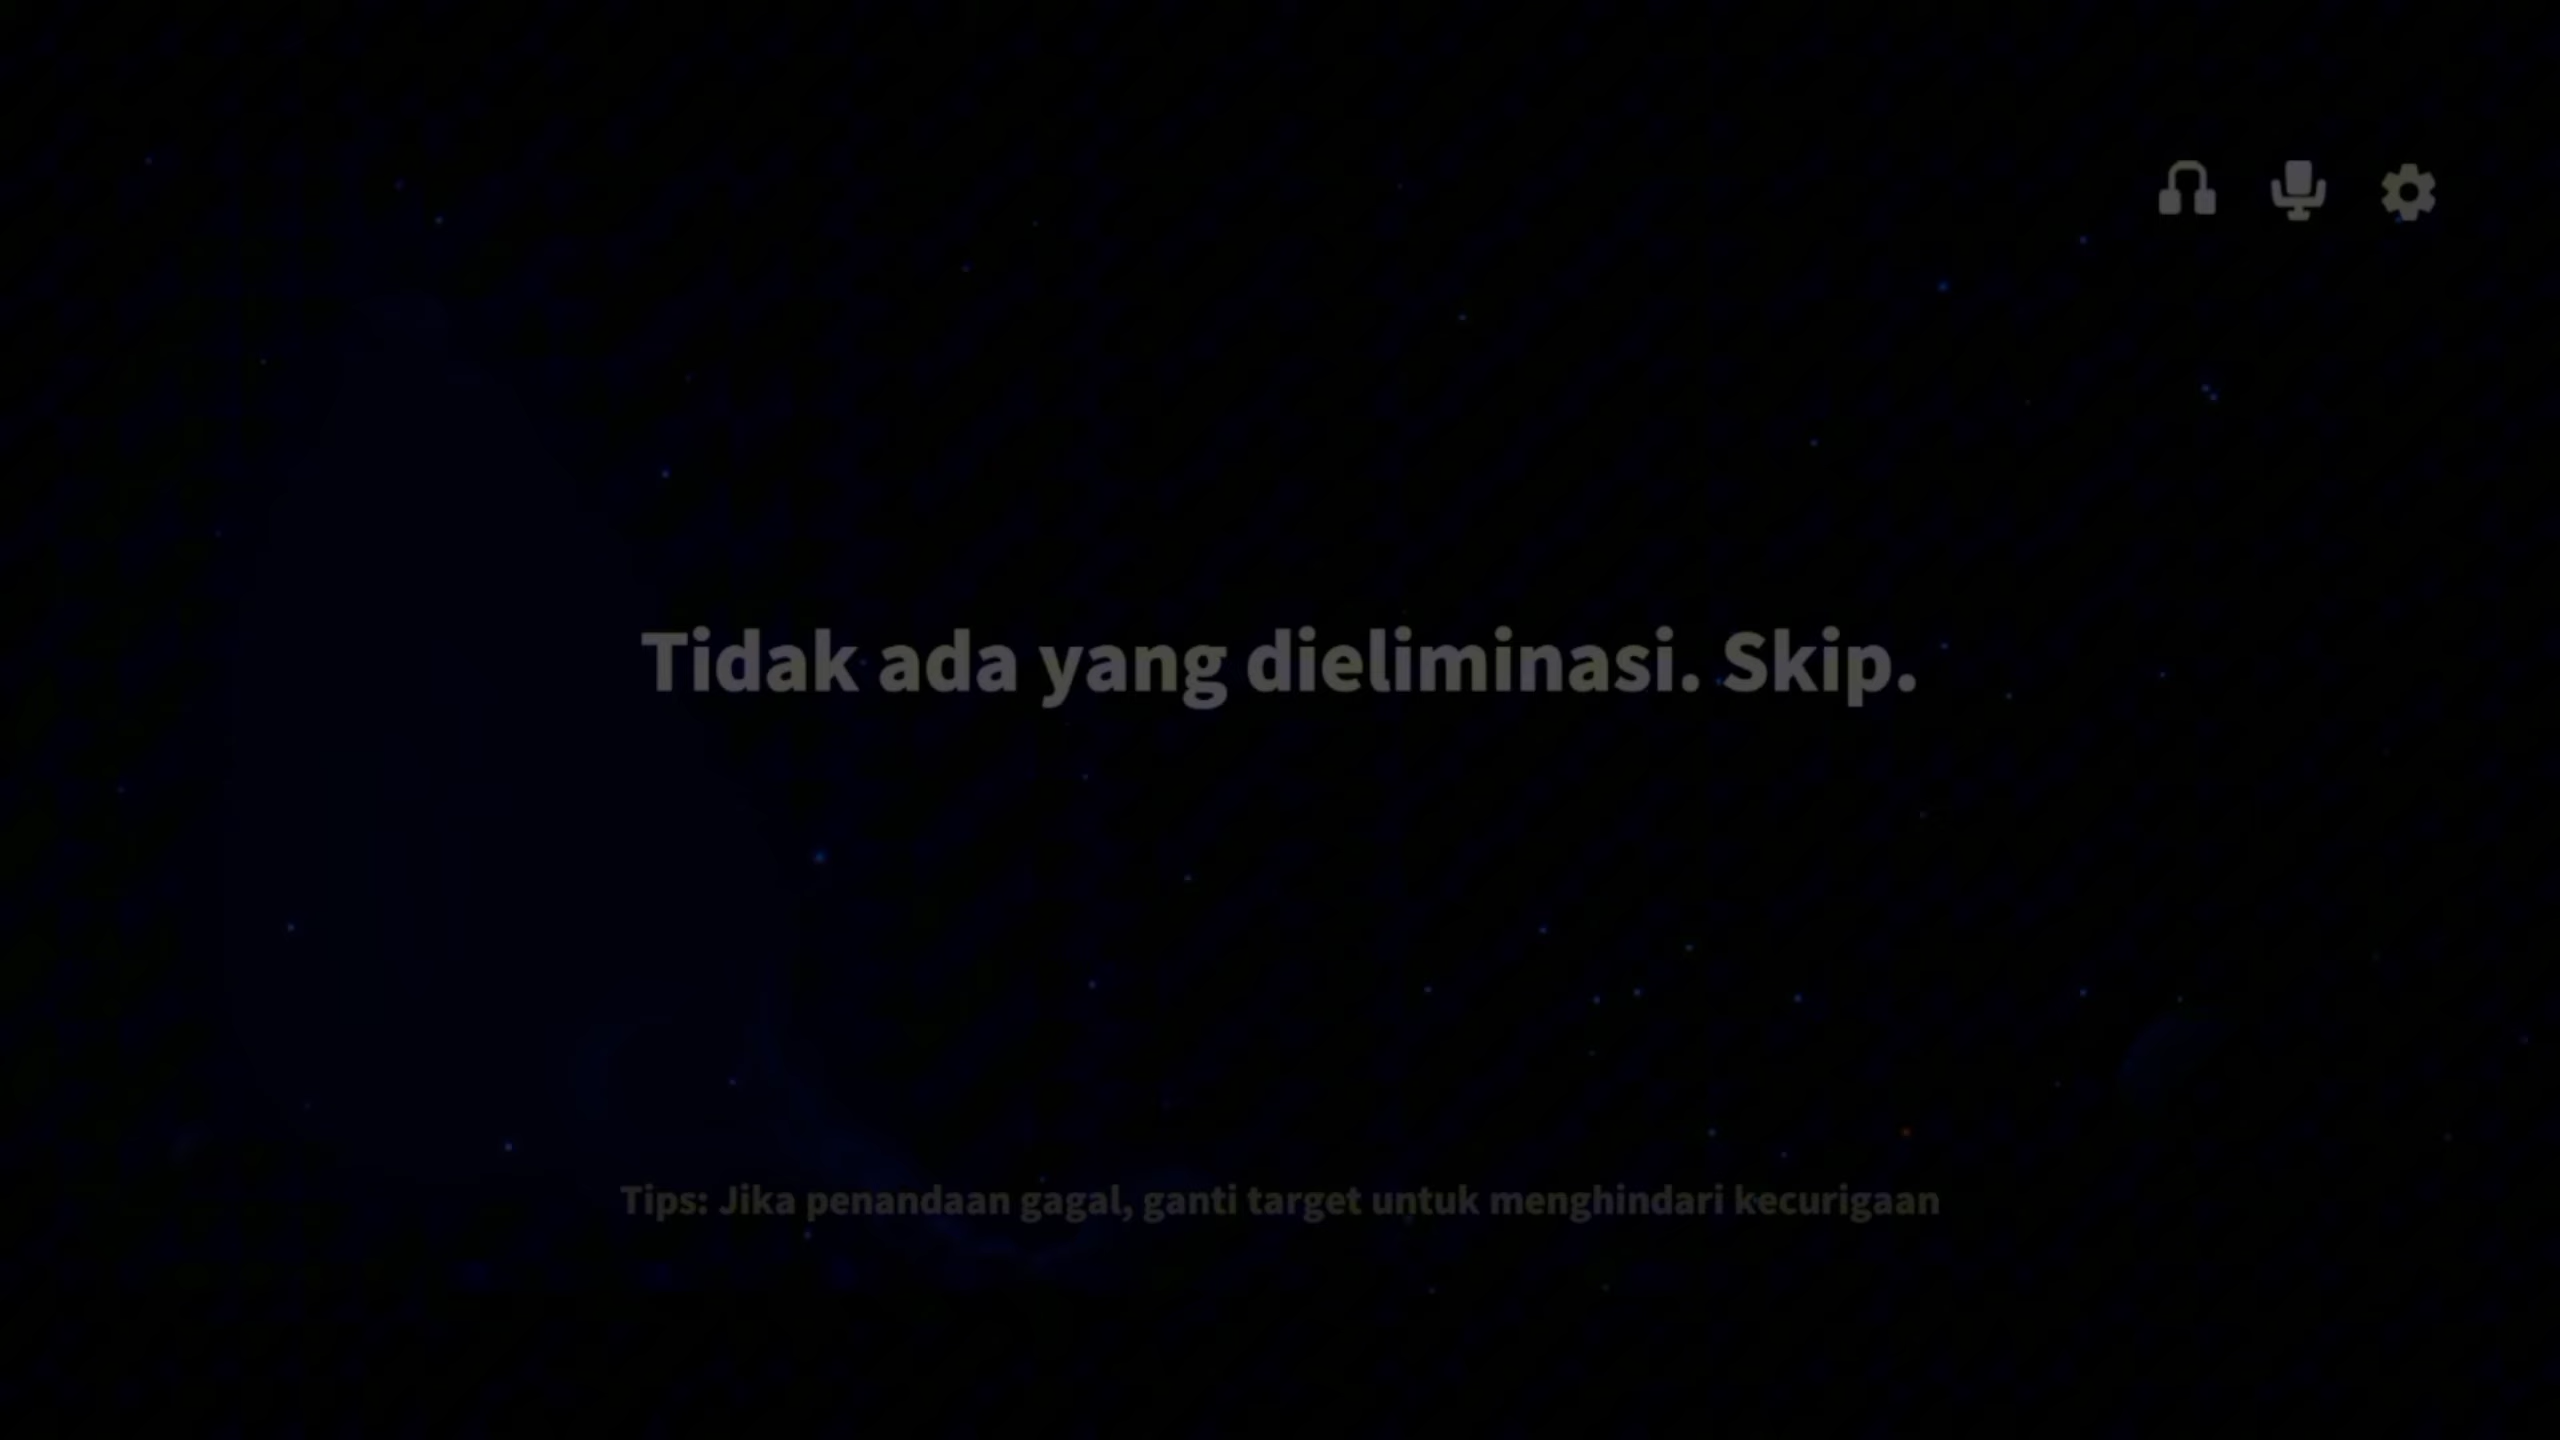 Tidak ada yang dieliminasi. Skip.
Tips: Jika penandaan gagal, ganti target untuk menghindari kecurigaan